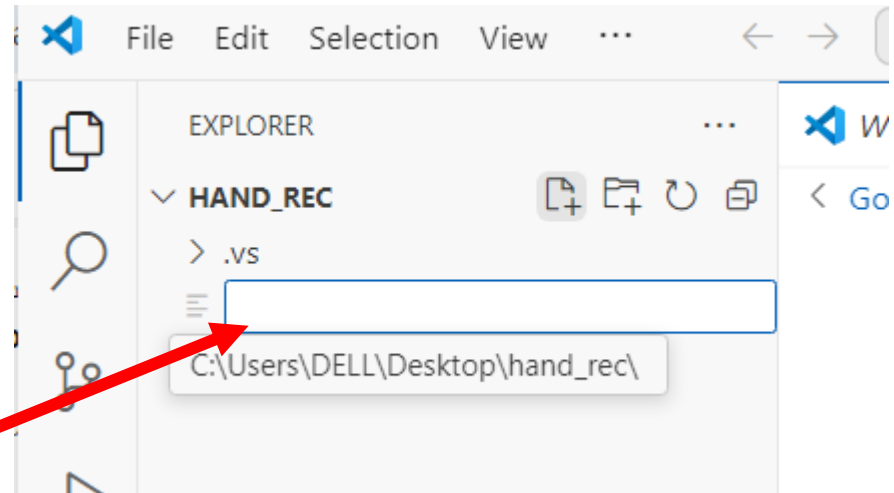 File Edit Selection View ...
EXPLORER ...
W
HAND_REC
Go
.vs
C:\Users\DELL\Desktop\hand_rec\